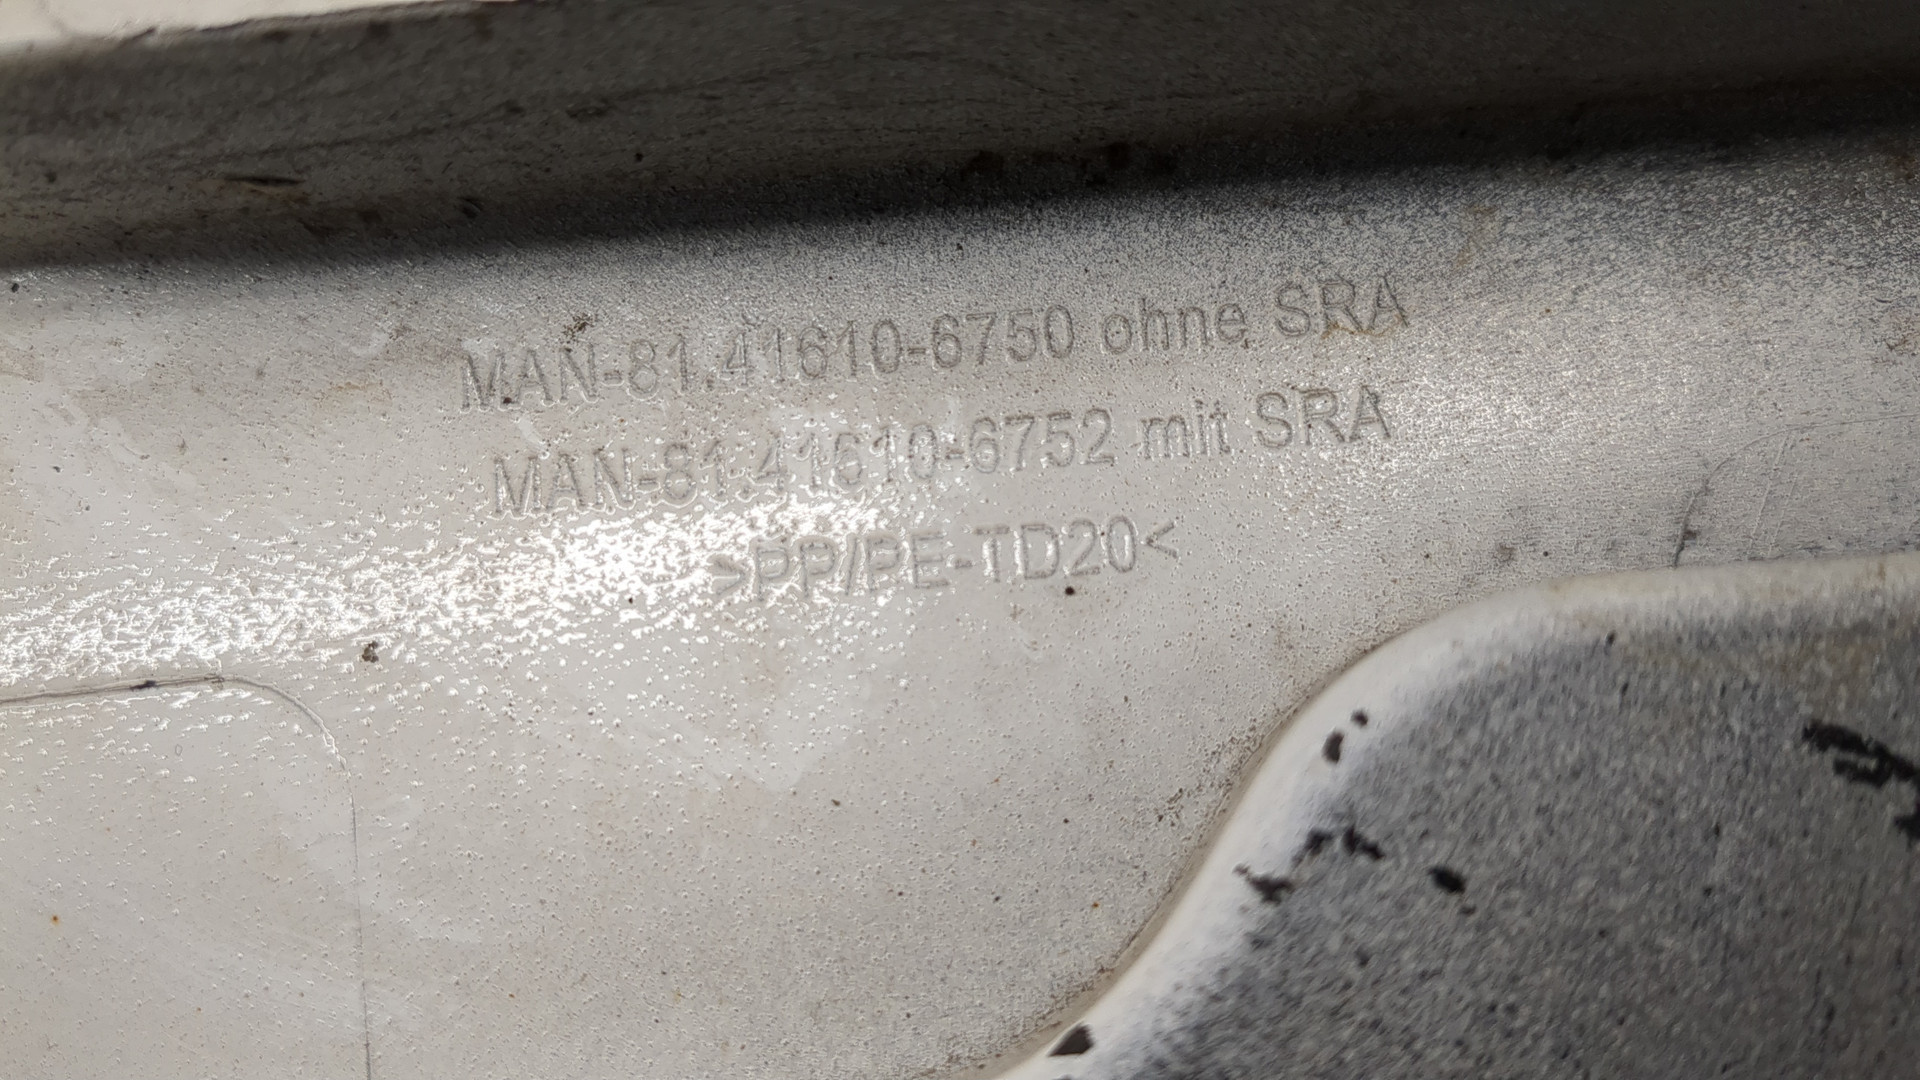 MAN-81.41610-6750 ohne SRA
MAN-81.41610-6752 mit SRA
>PP/PE-TD20<